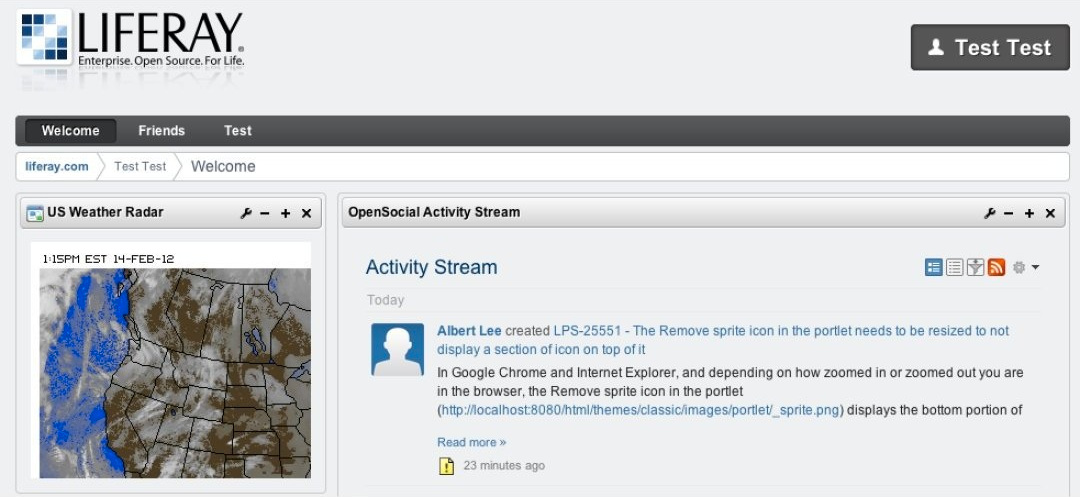 LIFERAY.
Enterprise. Open Source. For Life.
Test Test
Welcome
Friends
Test
liferay.com
Test Test
Welcome
US Weather Radar
OpenSocial Activity Stream
1:15PM EST 14-FEB-12
Activity Stream
Today
Albert Lee created LPS-25551 - The Remove sprite icon in the portlet needs to be resized to not
display a section of icon on top of it
In Google Chrome and Internet Explorer, and depending on how zoomed in or zoomed out you are
in the browser, the Remove sprite icon in the portlet
(http://localhost:8080/html/themes/classic/images/portlet/_sprite.png) displays the bottom portion of
Read more »
23 minutes ago